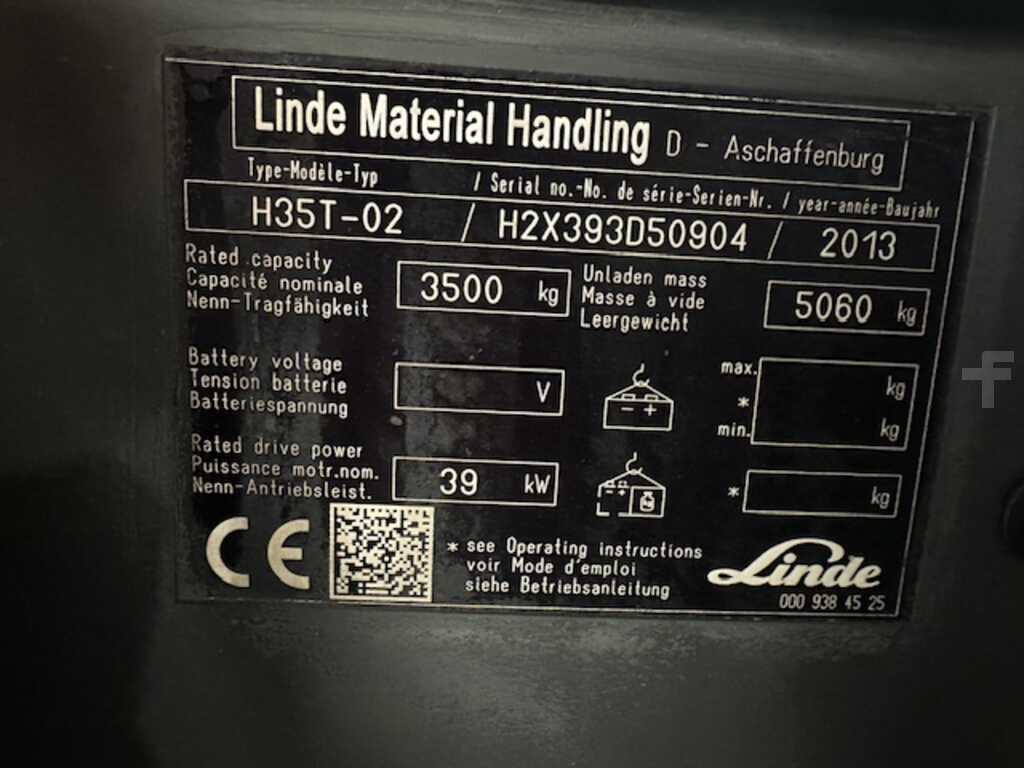 Linde Material Handling D - Aschaffenburg
Type-Modèle-Typ / Serial no.-No. de série-Serien-Nr. / year-année-Baujahr
H35T-02 / H2X393D50904 / 2013
Rated capacity
Capacité nominale
Nenn-Tragfähigkeit
3500 kg
Unladen mass
Masse à vide
Leergewicht
5060 kg
Battery voltage
Tension batterie
Batteriespannung
V
- +
max. kg
*
min. kg
Rated drive power
Puissance motr.nom.
Nenn-Antriebsleist.
39 kW
- +
kg
* kg
CE
* see Operating instructions
voir Mode d'emploi
siehe Betriebsanleitung
Linde
000 938 45 25
f